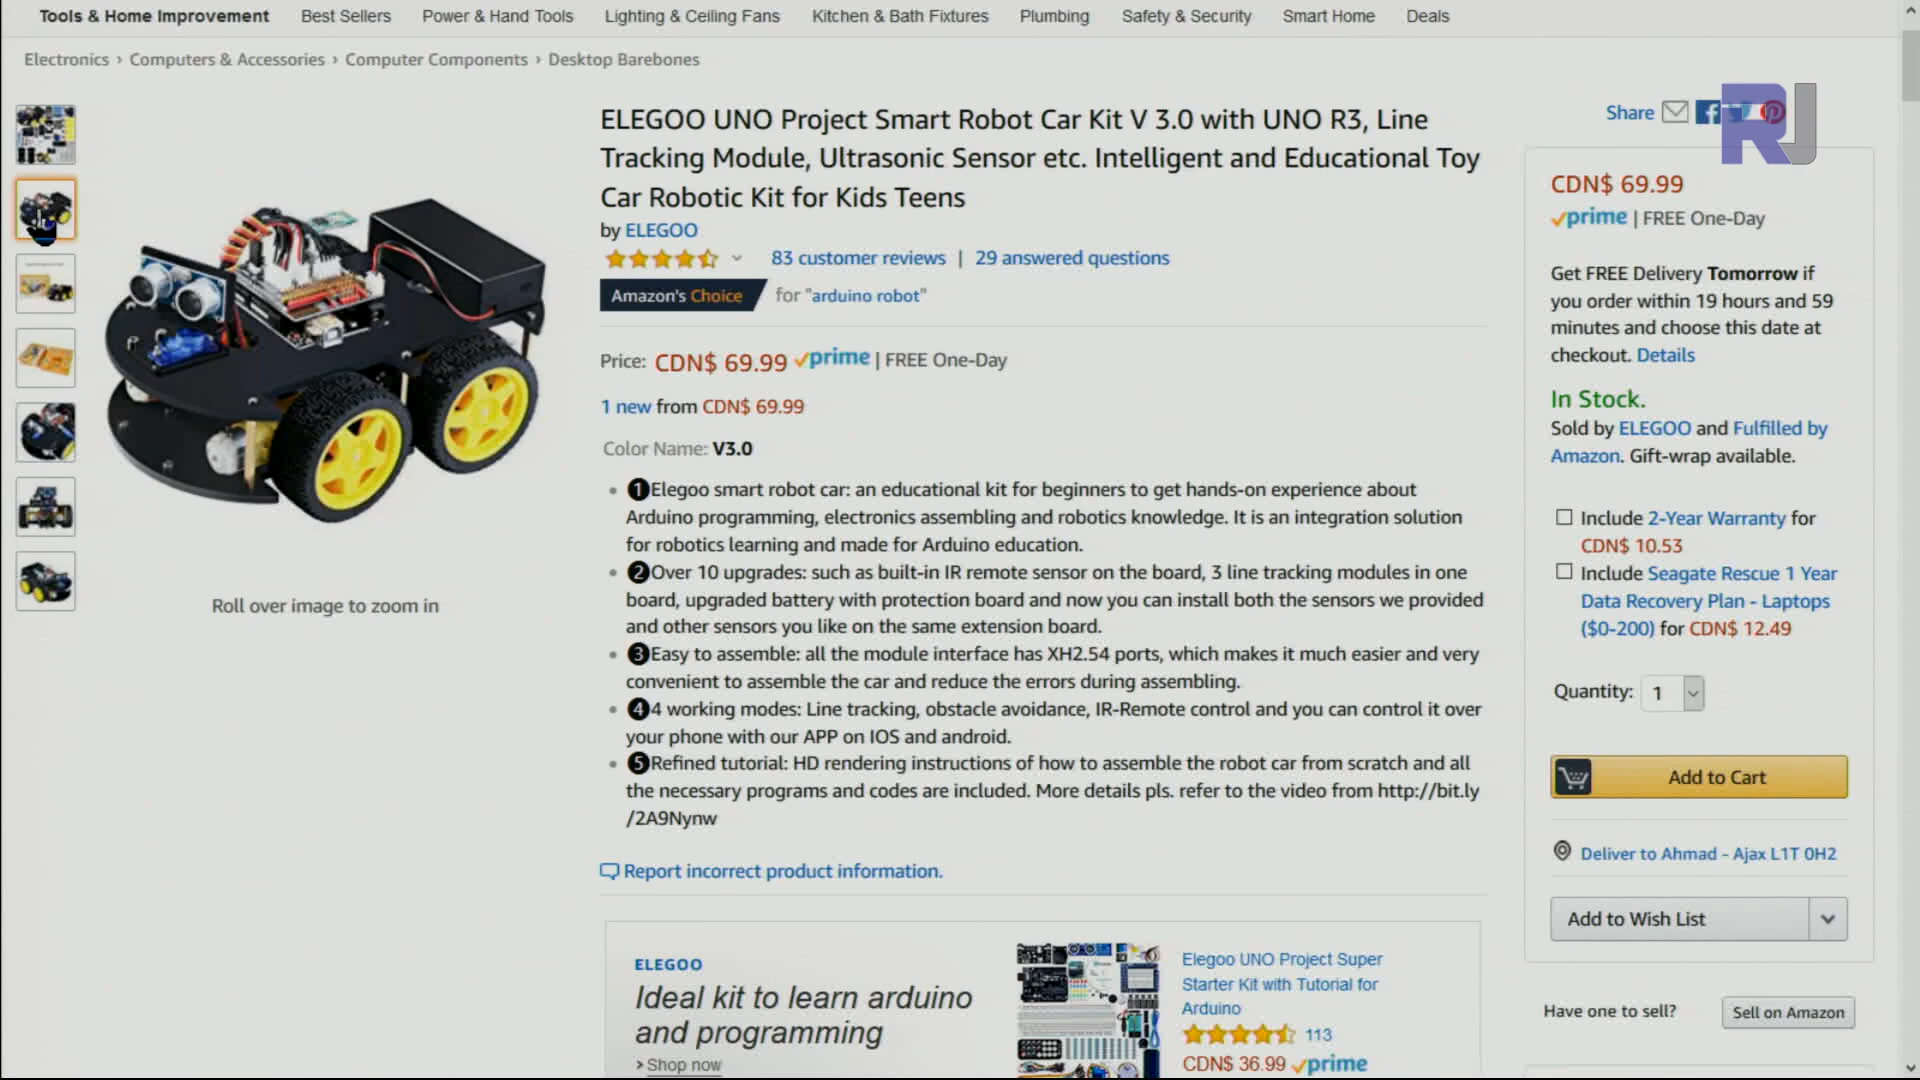 Tools & Home Improvement Best Sellers Power & Hand Tools Lighting & Ceiling Fans Kitchen & Bath Fixtures Plumbing Safety & Security Smart Home Deals
Electronics › Computers & Accessories › Computer Components › Desktop Barebones
Roll over image to zoom in
ELEGOO UNO Project Smart Robot Car Kit V 3.0 with UNO R3, Line
Tracking Module, Ultrasonic Sensor etc. Intelligent and Educational Toy
Car Robotic Kit for Kids Teens
by ELEGOO
83 customer reviews | 29 answered questions
Amazon's Choice for "arduino robot"
Price: CDN$ 69.99 prime | FREE One-Day
1 new from CDN$ 69.99
Color Name: V3.0
• ❶Elegoo smart robot car: an educational kit for beginners to get hands-on experience about
Arduino programming, electronics assembling and robotics knowledge. It is an integration solution
for robotics learning and made for Arduino education.
• ❷Over 10 upgrades: such as built-in IR remote sensor on the board, 3 line tracking modules in one
board, upgraded battery with protection board and now you can install both the sensors we provided
and other sensors you like on the same extension board.
• ❸Easy to assemble: all the module interface has XH2.54 ports, which makes it much easier and very
convenient to assemble the car and reduce the errors during assembling.
• ❹4 working modes: Line tracking, obstacle avoidance, IR-Remote control and you can control it over
your phone with our APP on IOS and android.
• ❺Refined tutorial: HD rendering instructions of how to assemble the robot car from scratch and all
the necessary programs and codes are included. More details pls. refer to the video from http://bit.ly
/2A9Nynw
Report incorrect product information.
ELEGOO
Ideal kit to learn arduino
and programming
› Shop now
Elegoo UNO Project Super
Starter Kit with Tutorial for
Arduino
113
CDN$ 36.99 prime
Share
RJ
CDN$ 69.99
prime | FREE One-Day
Get FREE Delivery Tomorrow if
you order within 19 hours and 59
minutes and choose this date at
checkout. Details
In Stock.
Sold by ELEGOO and Fulfilled by
Amazon. Gift-wrap available.
Include 2-Year Warranty for
CDN$ 10.53
Include Seagate Rescue 1 Year
Data Recovery Plan - Laptops
($0-200) for CDN$ 12.49
Quantity: 1
Add to Cart
Deliver to Ahmad - Ajax L1T 0H2
Add to Wish List
Have one to sell? Sell on Amazon